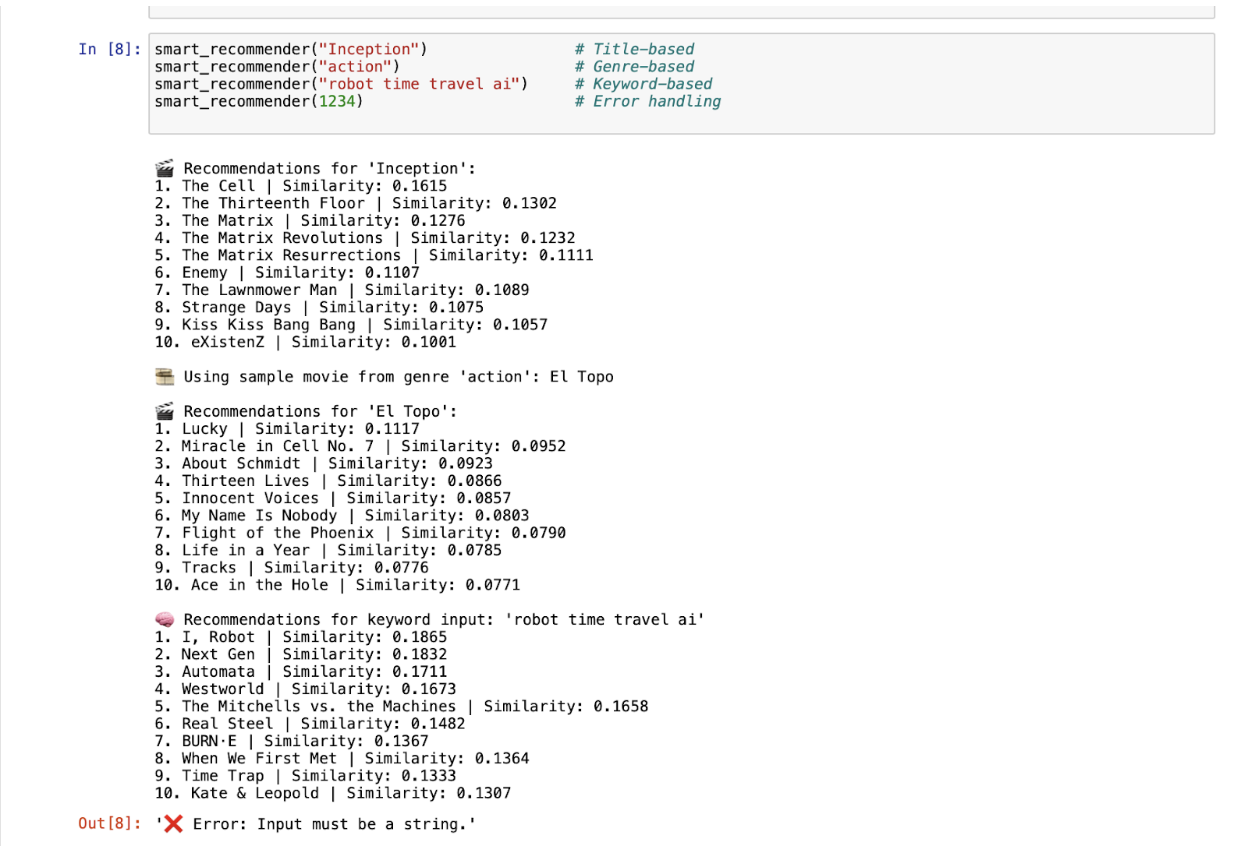 In [8]: smart_recommender("Inception") # Title-based
smart_recommender("action") # Genre-based
smart_recommender("robot time travel ai") # Keyword-based
smart_recommender(1234) # Error handling
🎬 Recommendations for 'Inception':
1. The Cell | Similarity: 0.1615
2. The Thirteenth Floor | Similarity: 0.1302
3. The Matrix | Similarity: 0.1276
4. The Matrix Revolutions | Similarity: 0.1232
5. The Matrix Resurrections | Similarity: 0.1111
6. Enemy | Similarity: 0.1107
7. The Lawnmower Man | Similarity: 0.1089
8. Strange Days | Similarity: 0.1075
9. Kiss Kiss Bang Bang | Similarity: 0.1057
10. eXistenZ | Similarity: 0.1001
Using sample movie from genre 'action': El Topo
🎬 Recommendations for 'El Topo':
1. Lucky | Similarity: 0.1117
2. Miracle in Cell No. 7 | Similarity: 0.0952
3. About Schmidt | Similarity: 0.0923
4. Thirteen Lives | Similarity: 0.0866
5. Innocent Voices | Similarity: 0.0857
6. My Name Is Nobody | Similarity: 0.0803
7. Flight of the Phoenix | Similarity: 0.0790
8. Life in a Year | Similarity: 0.0785
9. Tracks | Similarity: 0.0776
10. Ace in the Hole | Similarity: 0.0771
🧠 Recommendations for keyword input: 'robot time travel ai'
1. I, Robot | Similarity: 0.1865
2. Next Gen | Similarity: 0.1832
3. Automata | Similarity: 0.1711
4. Westworld | Similarity: 0.1673
5. The Mitchells vs. the Machines | Similarity: 0.1658
6. Real Steel | Similarity: 0.1482
7. BURN·E | Similarity: 0.1367
8. When We First Met | Similarity: 0.1364
9. Time Trap | Similarity: 0.1333
10. Kate & Leopold | Similarity: 0.1307
Out[8]: '❌ Error: Input must be a string.'